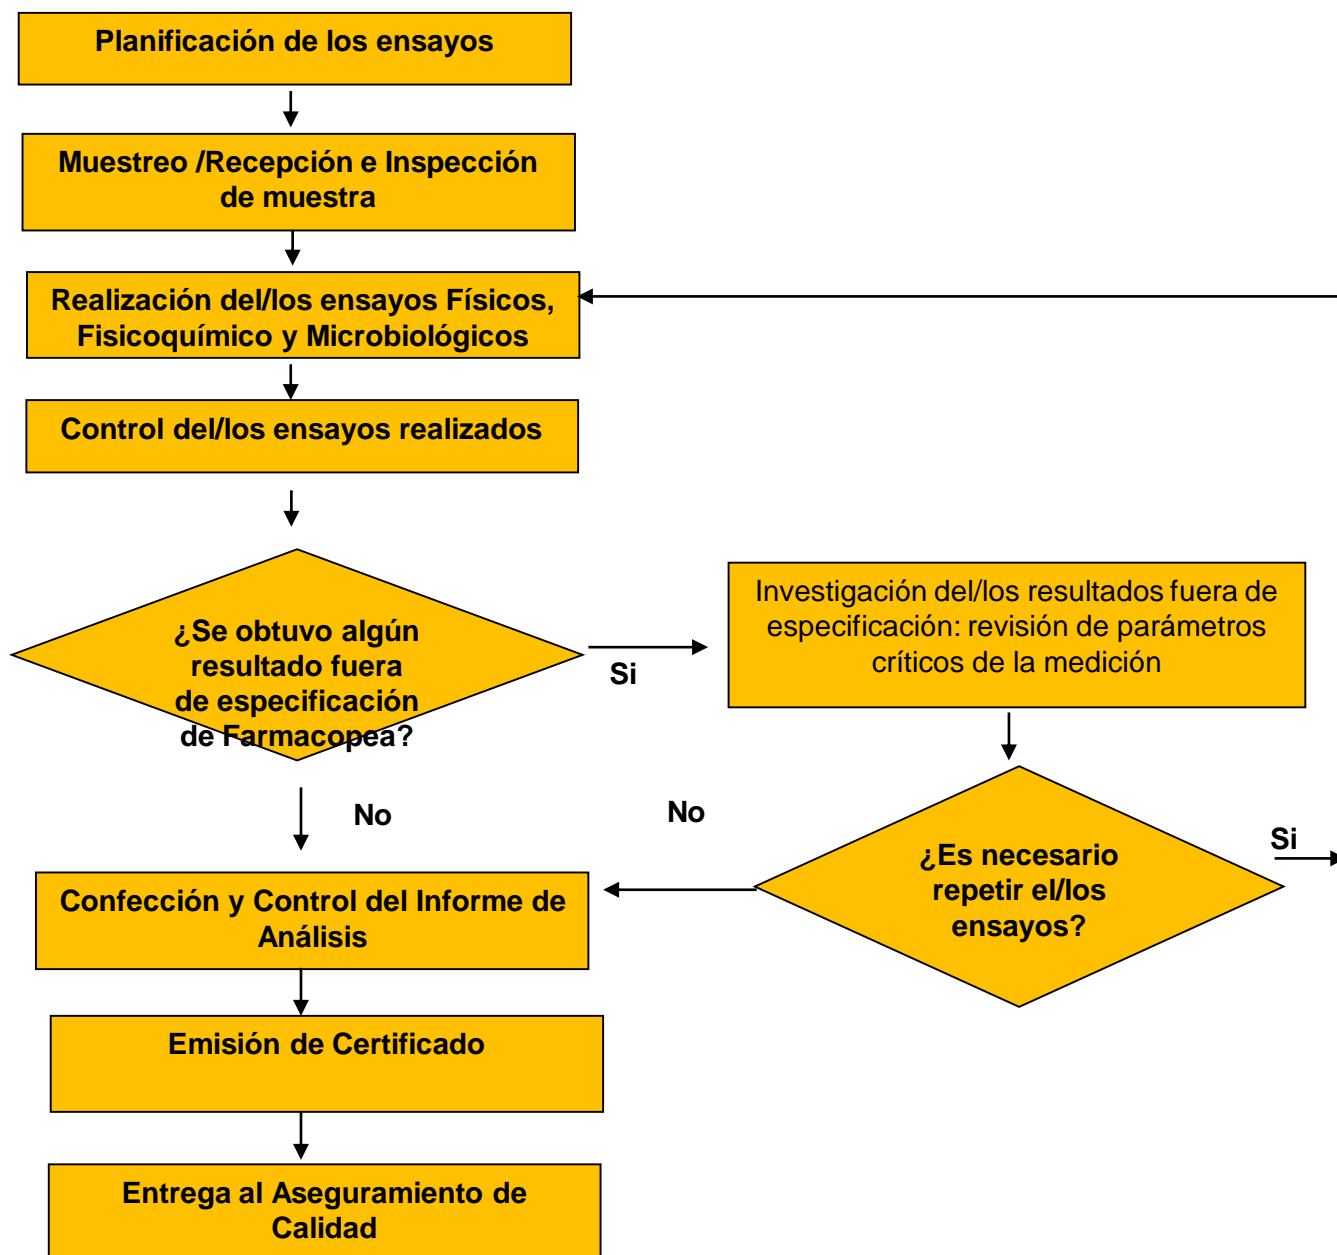 Planificación de los ensayos
Muestreo /Recepción e Inspección
de muestra
Realización del/los ensayos Físicos,
Fisicoquímico y Microbiológicos
Control del/los ensayos realizados
¿Se obtuvo algún
resultado fuera
de especificación
de Farmacopea?
Si
Investigación del/los resultados fuera de
especificación: revisión de parámetros
críticos de la medición
No
No
¿Es necesario
repetir el/los
ensayos?
Si
Confección y Control del Informe de
Análisis
Emisión de Certificado
Entrega al Aseguramiento de
Calidad